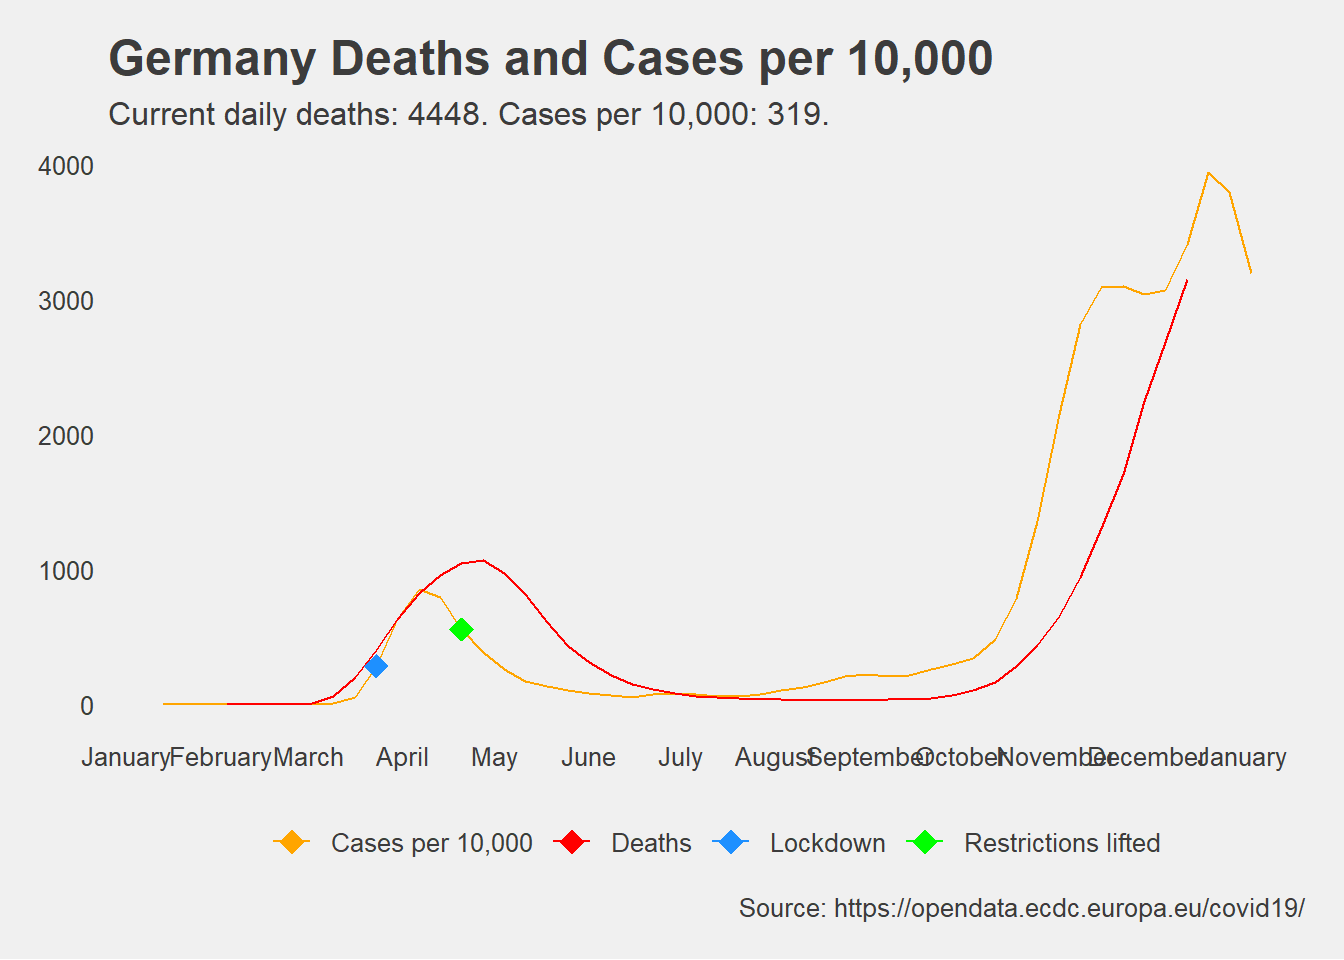 Germany Deaths and Cases per 10,000
Current daily deaths: 4448. Cases per 10,000: 319.
4000
3000
2000
1000
0
January February March April May June July August September October November December January
Cases per 10,000 Deaths Lockdown Restrictions lifted
Source: https://opendata.ecdc.europa.eu/covid19/